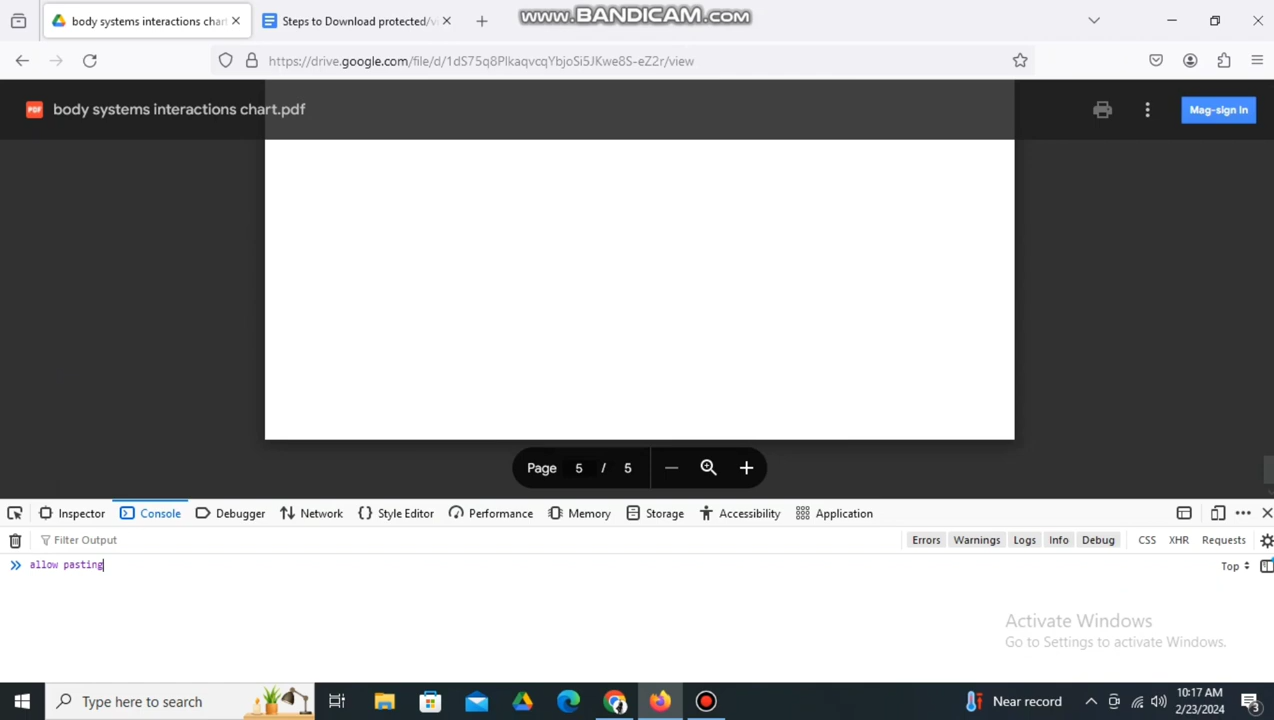 body systems interactions chart
Steps to Download protected/v
www.BANDICAM.com
https://drive.google.com/file/d/1dS75q8PlkaqvcqYbjoSi5JKwe8S-eZ2r/view
PDF
body systems interactions chart.pdf
Mag-sign in
Page 5 / 5
Inspector
Console
Debugger
Network
Style Editor
Performance
Memory
Storage
Accessibility
Application
Filter Output
Errors
Warnings
Logs
Info
Debug
CSS
XHR
Requests
allow pasting
Top
Activate Windows
Go to Settings to activate Windows.
Type here to search
Near record
10:17 AM
2/23/2024
3